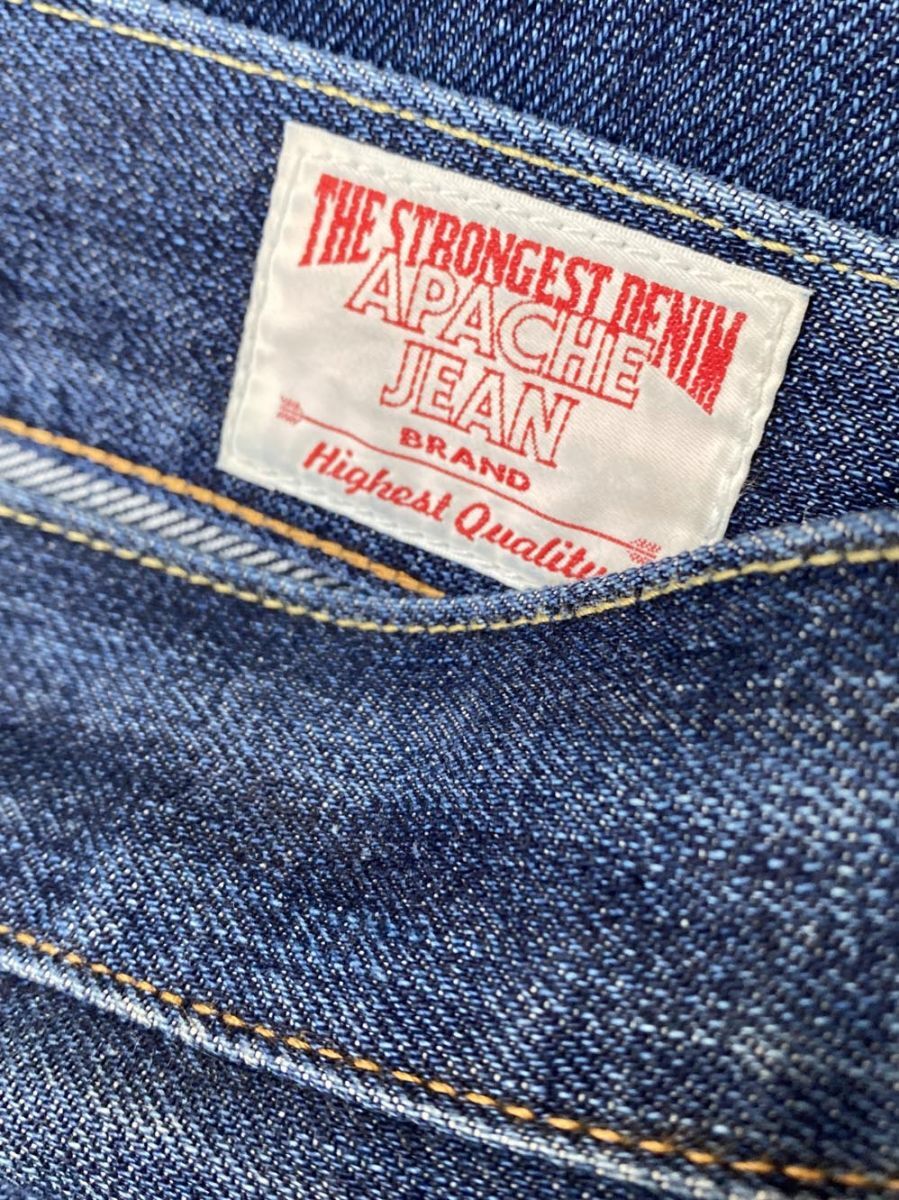 THE STRONGEST DENIM
APACHE
JEAN
BRAND
Highest Quality